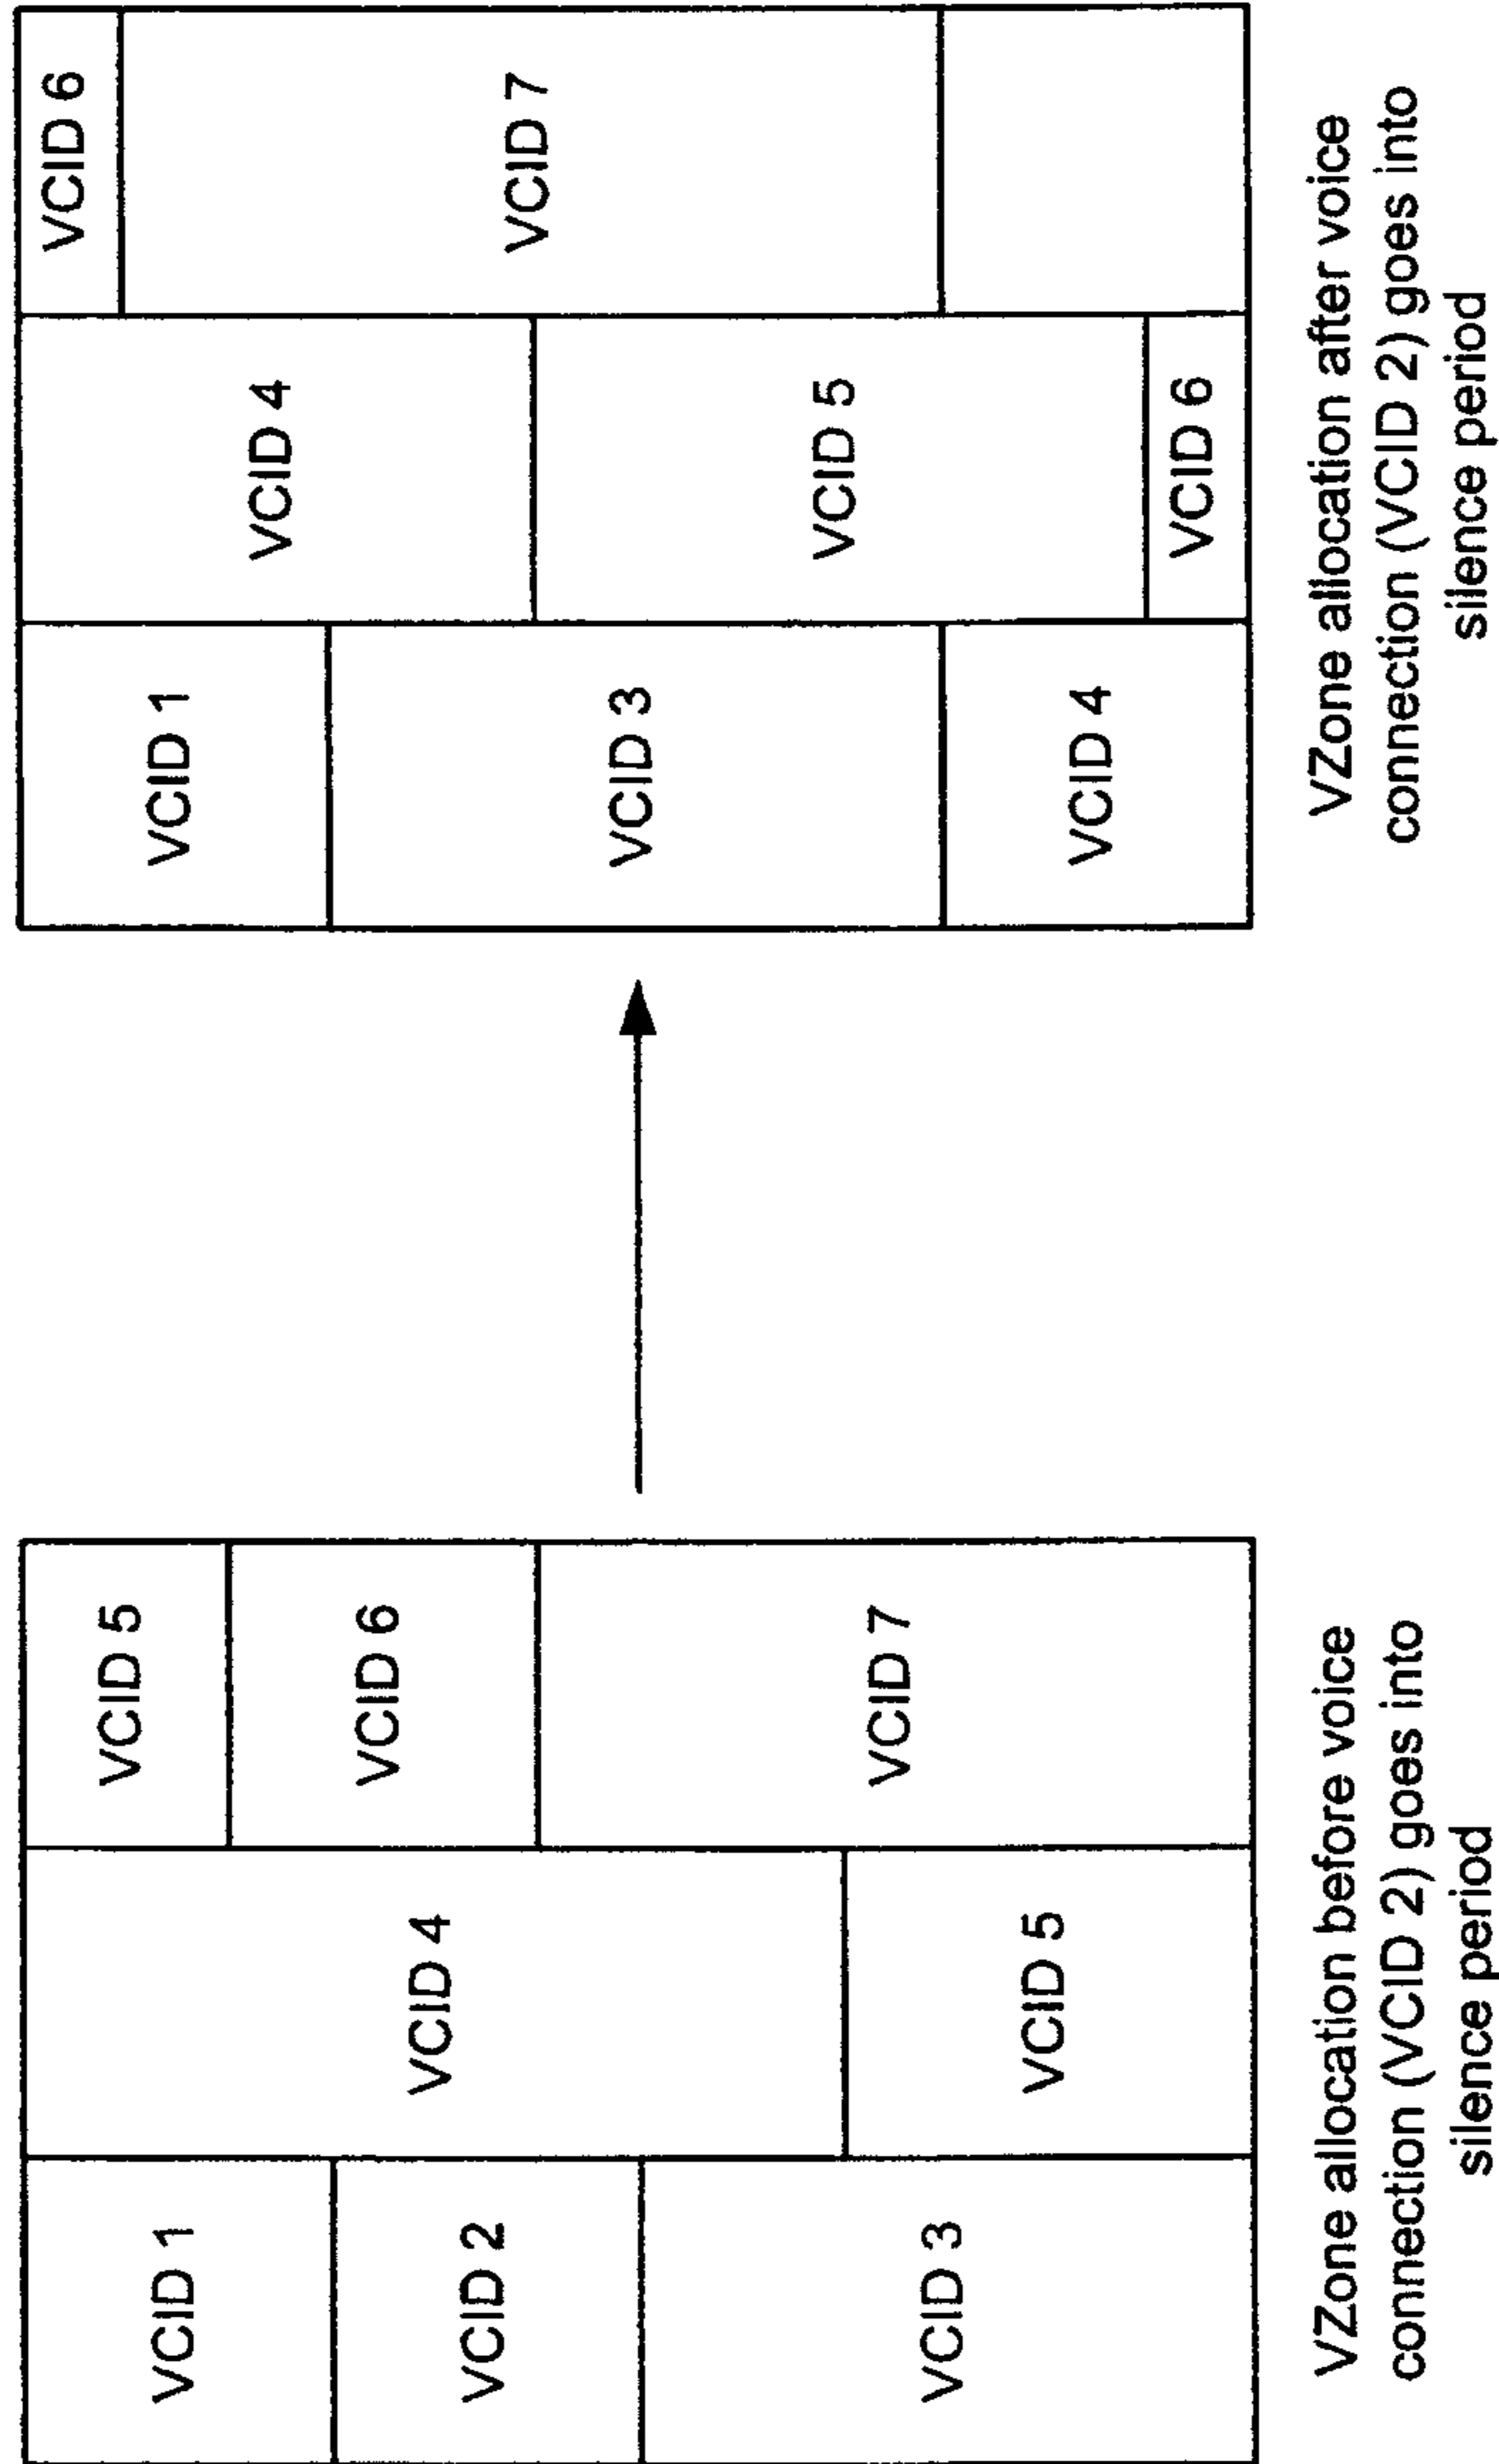 VCID 1
VCID 2
VCID 3
VCID 4
VCID 5
VCID 5
VCID 6
VCID 7
VZone allocation before voice
connection (VCID 2) goes into
silence period
VCID 1
VCID 3
VCID 4
VCID 4
VCID 5
VCID 6
VCID 6
VCID 7
VZone allocation after voice
connection (VCID 2) goes into
silence period